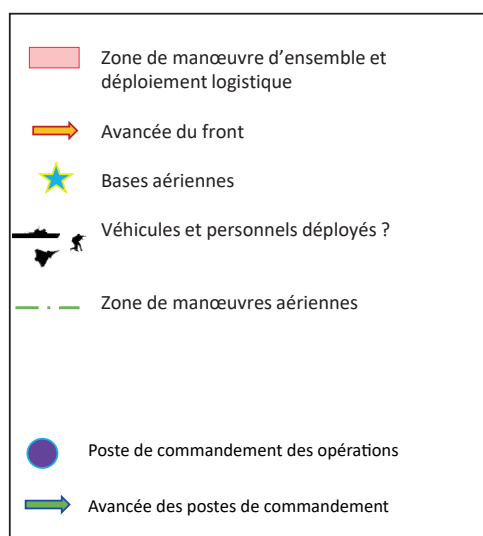 Zone de manœuvre d’ensemble et
déploiement logistique
Avancée du front
Bases aériennes
Véhicules et personnels déployés ?
Zone de manœuvres aériennes
Poste de commandement des opérations
Avancée des postes de commandement